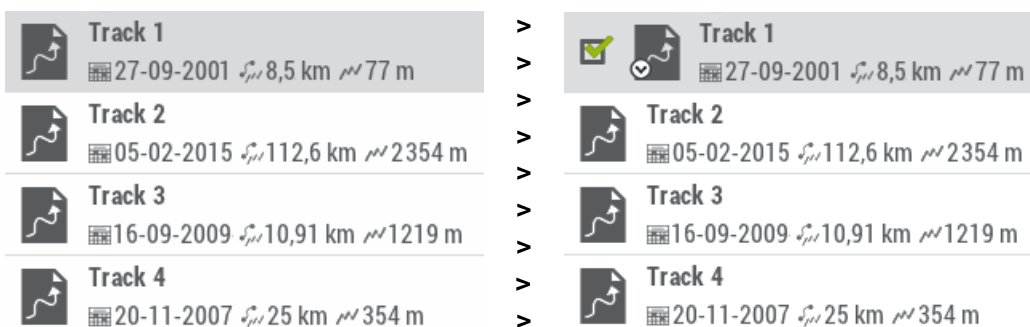 Track 1
27-09-2001 8,5 km 77 m
Track 2
05-02-2015 112,6 km 2354 m
Track 3
16-09-2009 10,91 km 1219 m
Track 4
20-11-2007 25 km 354 m
>
>
>
>
>
>
>
>
>
Track 1
27-09-2001 8,5 km 77 m
Track 2
05-02-2015 112,6 km 2354 m
Track 3
16-09-2009 10,91 km 1219 m
Track 4
20-11-2007 25 km 354 m